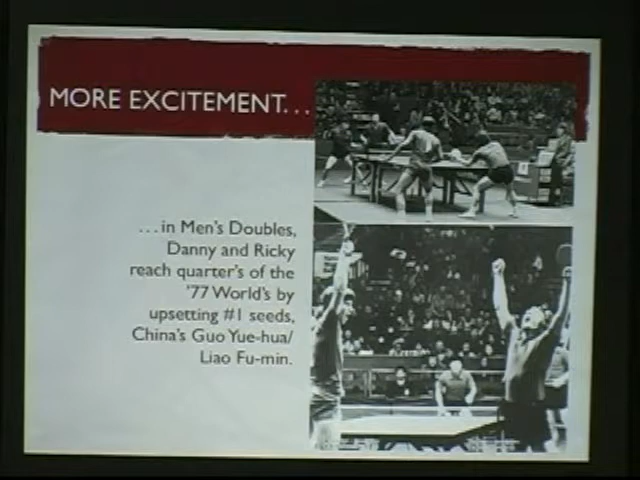 MORE EXCITEMENT...
...in Men's Doubles,
Danny and Ricky
reach quarter's of the
'77 World's by
upsetting #1 seeds,
China's Guo Yue-hua/
Liao Fu-min.